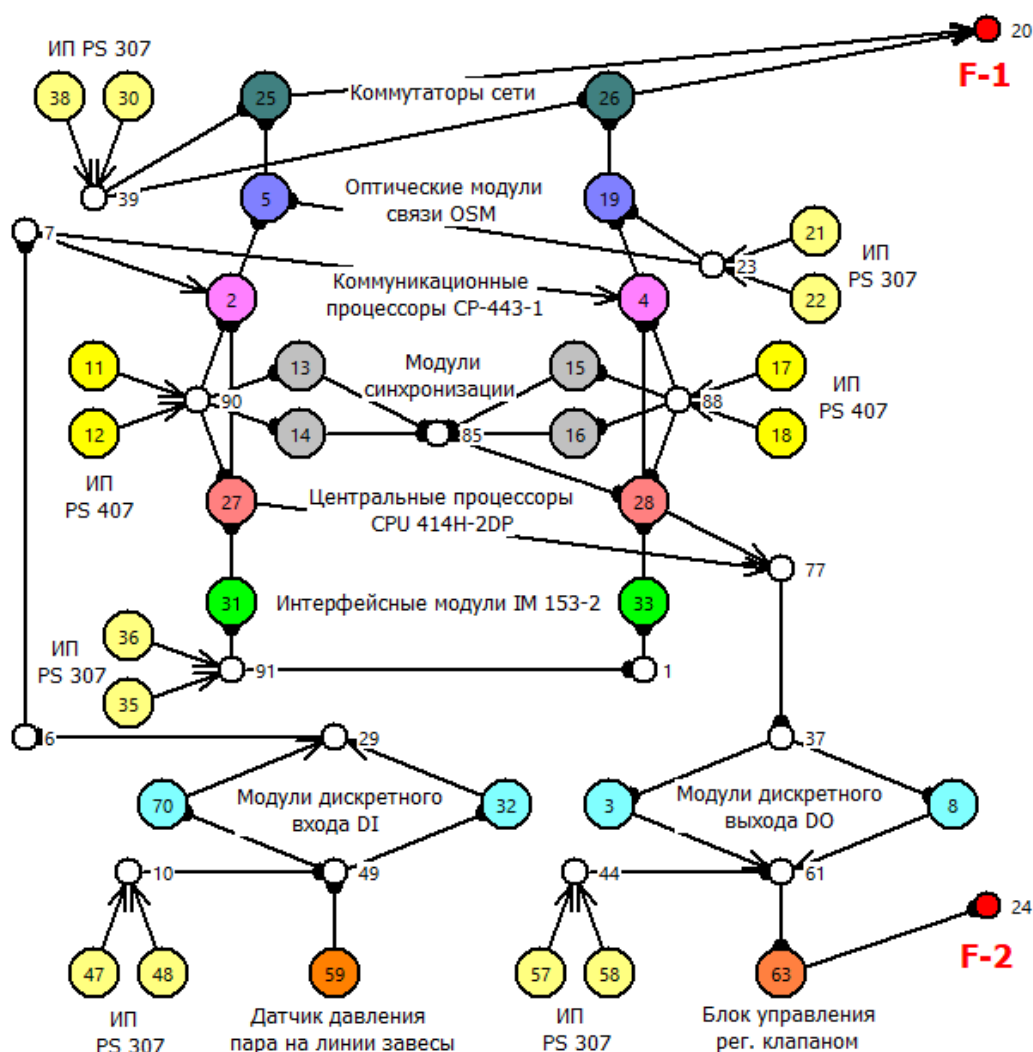 20
F-1
ИП PS 307
38
30
39
25
Коммутаторы сети
26
5
Оптические модули
связи OSM
19
7
23
21
22
ИП
PS 307
2
Коммуникационные
процессоры CP-443-1
4
11
12
90
13
14
Модули
синхронизации
85
15
16
88
17
18
ИП
PS 407
ИП
PS 407
27
Центральные процессоры
CPU 414H-2DP
28
77
31
Интерфейсные модули IM 153-2
33
36
35
ИП
PS 307
91
1
6
29
37
70
Модули дискретного
входа DI
32
3
Модули дискретного
выхода DO
8
10
49
44
61
24
F-2
47
48
59
57
58
63
ИП
PS 307
Датчик давления
пара на линии завесы
ИП
PS 307
Блок управления
рег. клапаном